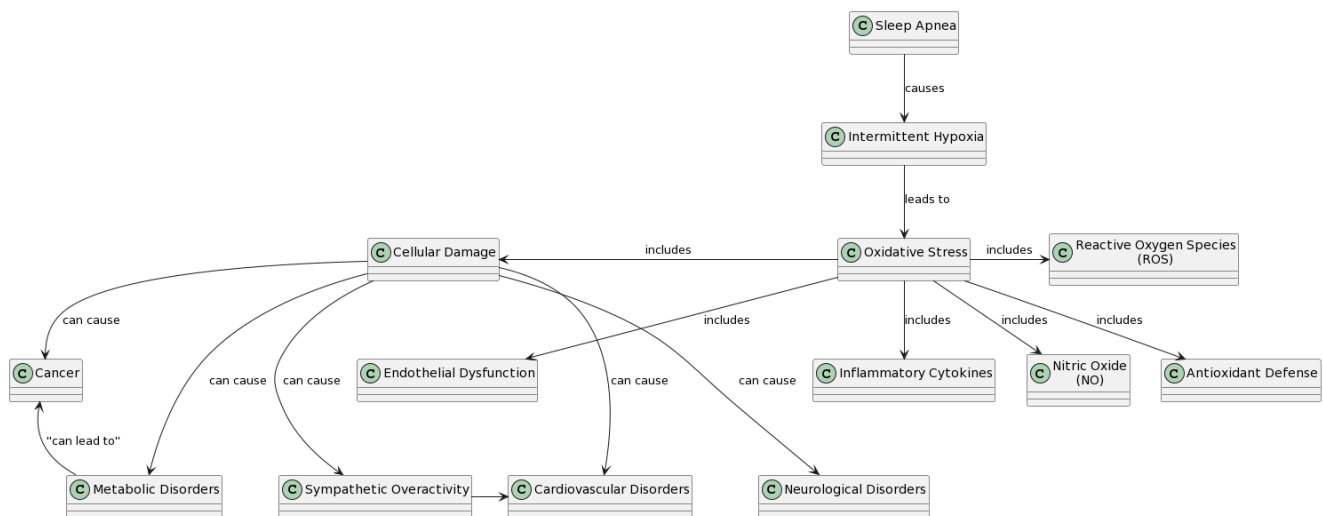 C Sleep Apnea
causes
C Intermittent Hypoxia
leads to
C Cellular Damage
includes
C Oxidative Stress
includes
C Reactive Oxygen Species
(ROS)
can cause
includes
includes
includes
includes
C Cancer
can cause
can cause
C Endothelial Dysfunction
can cause
can cause
C Inflammatory Cytokines
C Nitric Oxide
(NO)
C Antioxidant Defense
"can lead to"
C Metabolic Disorders
C Sympathetic Overactivity
C Cardiovascular Disorders
C Neurological Disorders